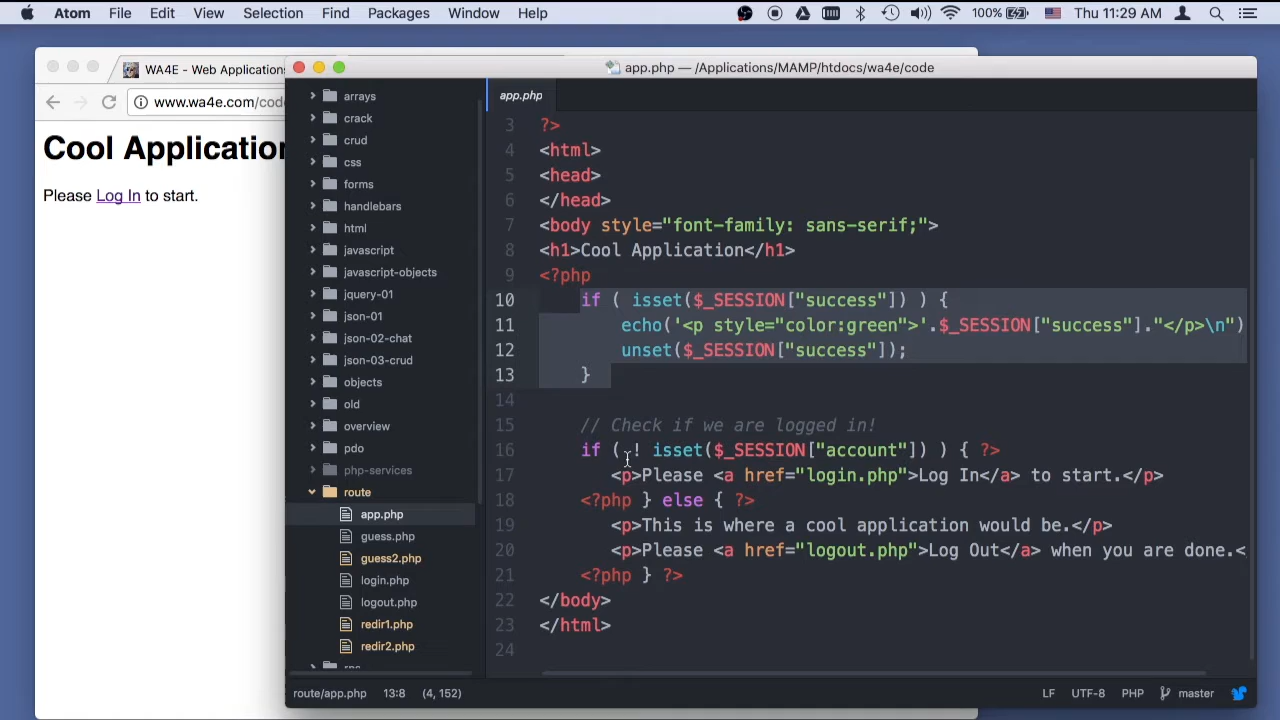 Atom File Edit View Selection Find Packages Window Help 100% Thu 11:29 AM
WA4E - Web Applications
www.wa4e.com/code
Cool Application
Please Log In to start.
app.php — /Applications/MAMP/htdocs/wa4e/code
arrays
crack
crud
css
forms
handlebars
html
javascript
javascript-objects
jquery-01
json-01
json-02-chat
json-03-crud
objects
old
overview
pdo
php-services
route
app.php
guess.php
guess2.php
login.php
logout.php
redir1.php
redir2.php
app.php
3 ?>
4 <html>
5 <head>
6 </head>
7 <body style="font-family: sans-serif;">
8 <h1>Cool Application</h1>
9 <?php
10 if ( isset($_SESSION["success"]) ) {
11 echo('<p style="color:green">'.$_SESSION["success"]."</p>\n")
12 unset($_SESSION["success"]);
13 }
14
15 // Check if we are logged in!
16 if ( ! isset($_SESSION["account"]) ) { ?>
17 <p>Please <a href="login.php">Log In</a> to start.</p>
18 <?php } else { ?>
19 <p>This is where a cool application would be.</p>
20 <p>Please <a href="logout.php">Log Out</a> when you are done.<
21 <?php } ?>
22 </body>
23 </html>
24
route/app.php 13:8 (4, 152) LF UTF-8 PHP master